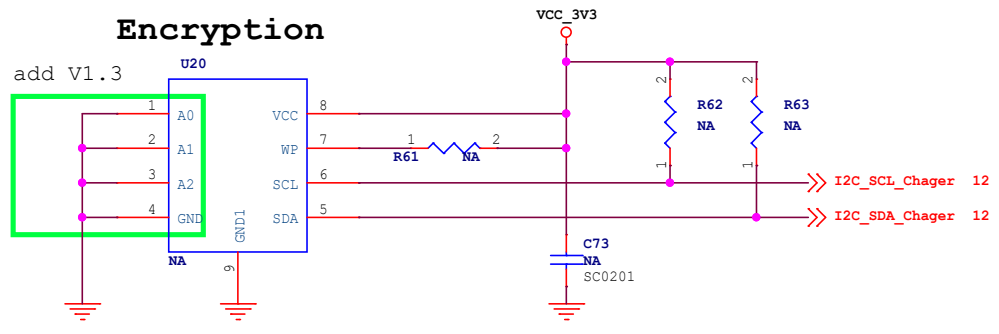 Encryption
VCC_3V3
add V1.3
U20
1 A0 VCC 8
2 A1 WP 7
3 A2 SCL 6
4 GND SDA 5
GND1
9
NA
1 2
R61 NA
2 R62 NA 1
2 R63 NA 1
I2C_SCL_Chager 12
I2C_SDA_Chager 12
C73
NA
SC0201